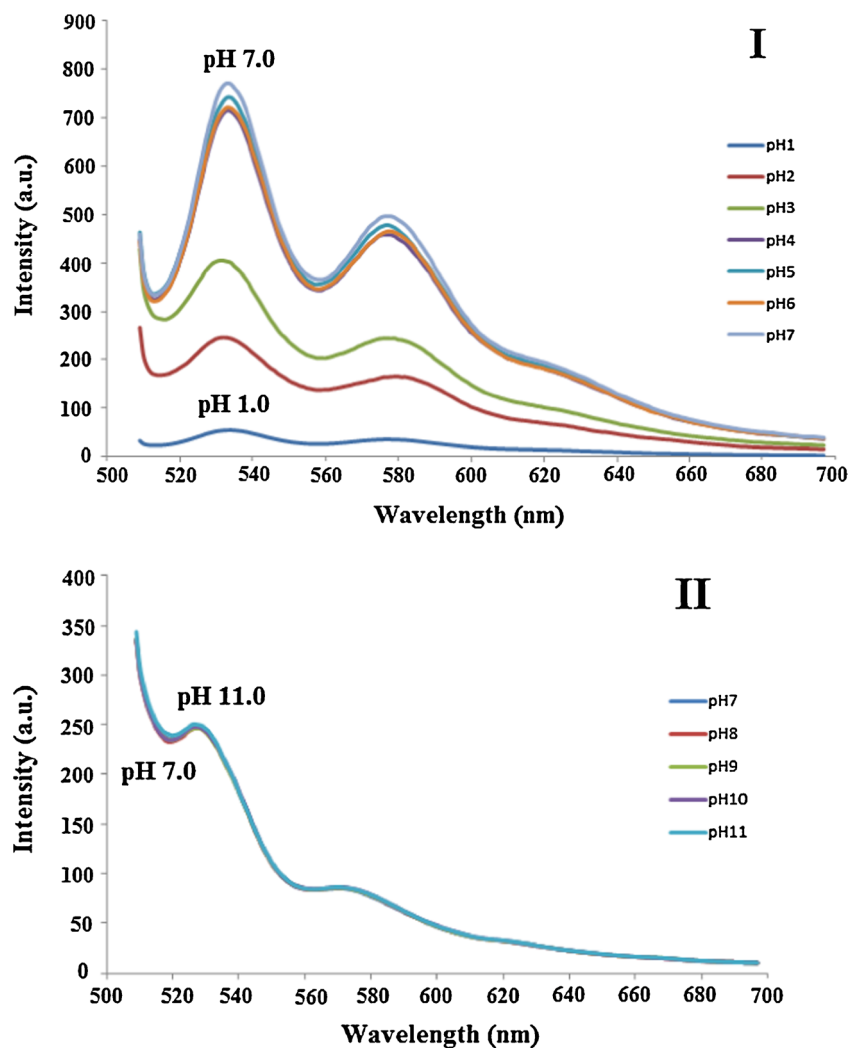 I
900
800
700
600
500
400
300
200
100
0
Intensity (a.u.)
pH 7.0
pH 1.0
pH1
pH2
pH3
pH4
pH5
pH6
pH7
500 520 540 560 580 600 620 640 660 680 700
Wavelength (nm)
II
400
350
300
250
200
150
100
50
0
Intensity (a.u.)
pH 11.0
pH 7.0
pH7
pH8
pH9
pH10
pH11
500 520 540 560 580 600 620 640 660 680 700
Wavelength (nm)